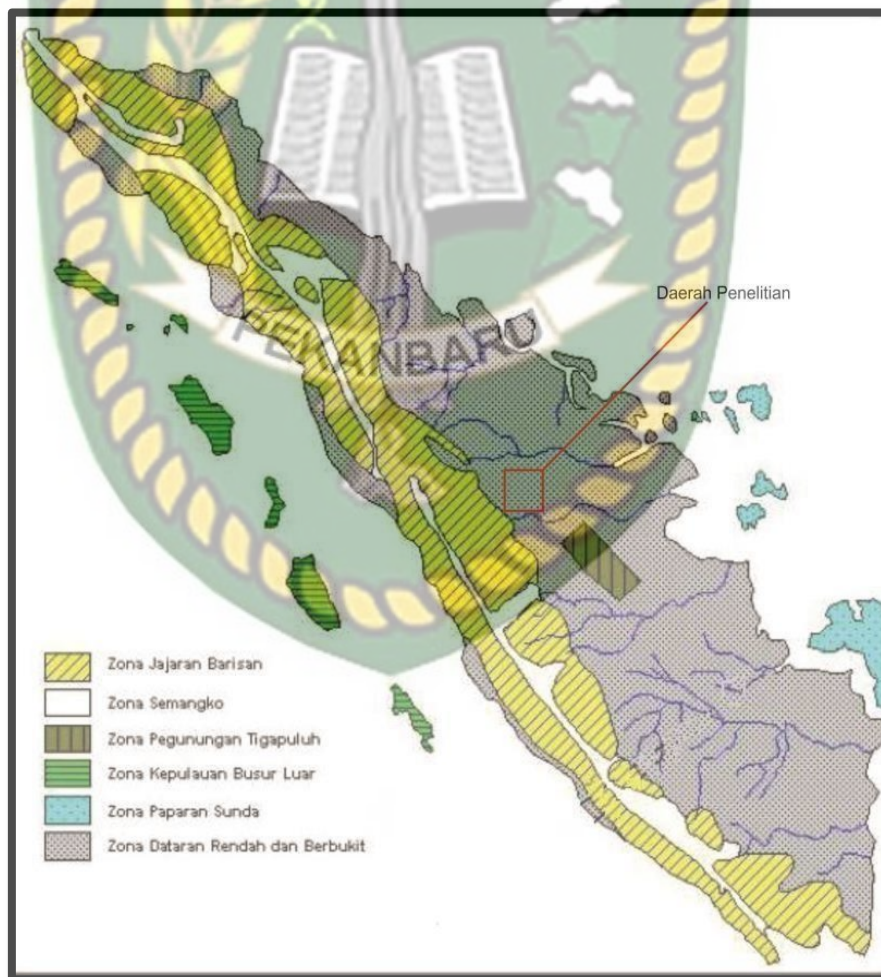 Daerah Penelitian
PEKANBARU
Zona Jajaran Barisan
Zona Semangko
Zona Pegunungan Tigapuluh
Zona Kepulauan Busur Luar
Zona Paparan Sunda
Zona Dataran Rendah dan Berbukit